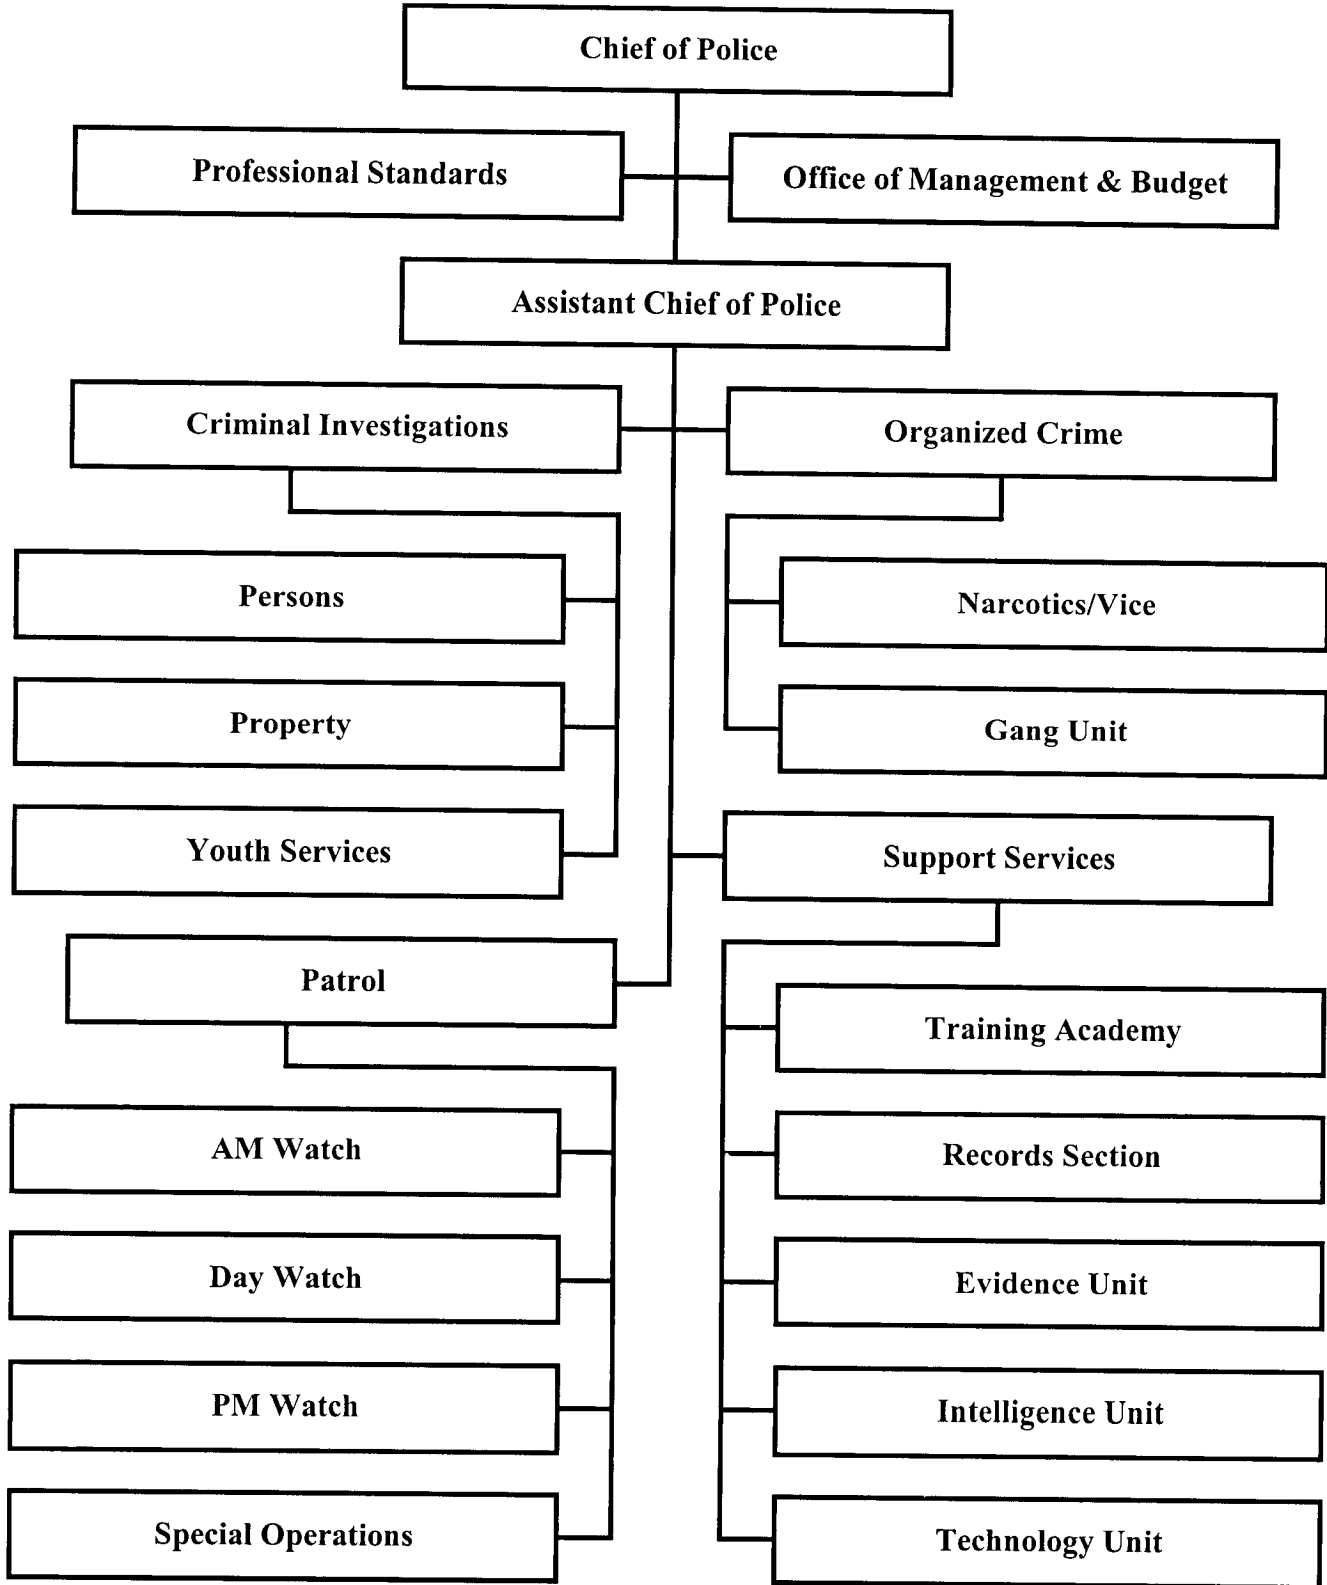 Chief of Police
Professional Standards
Office of Management & Budget
Assistant Chief of Police
Criminal Investigations
Organized Crime
Persons
Narcotics/Vice
Property
Gang Unit
Youth Services
Support Services
Patrol
Training Academy
AM Watch
Records Section
Day Watch
Evidence Unit
PM Watch
Intelligence Unit
Special Operations
Technology Unit